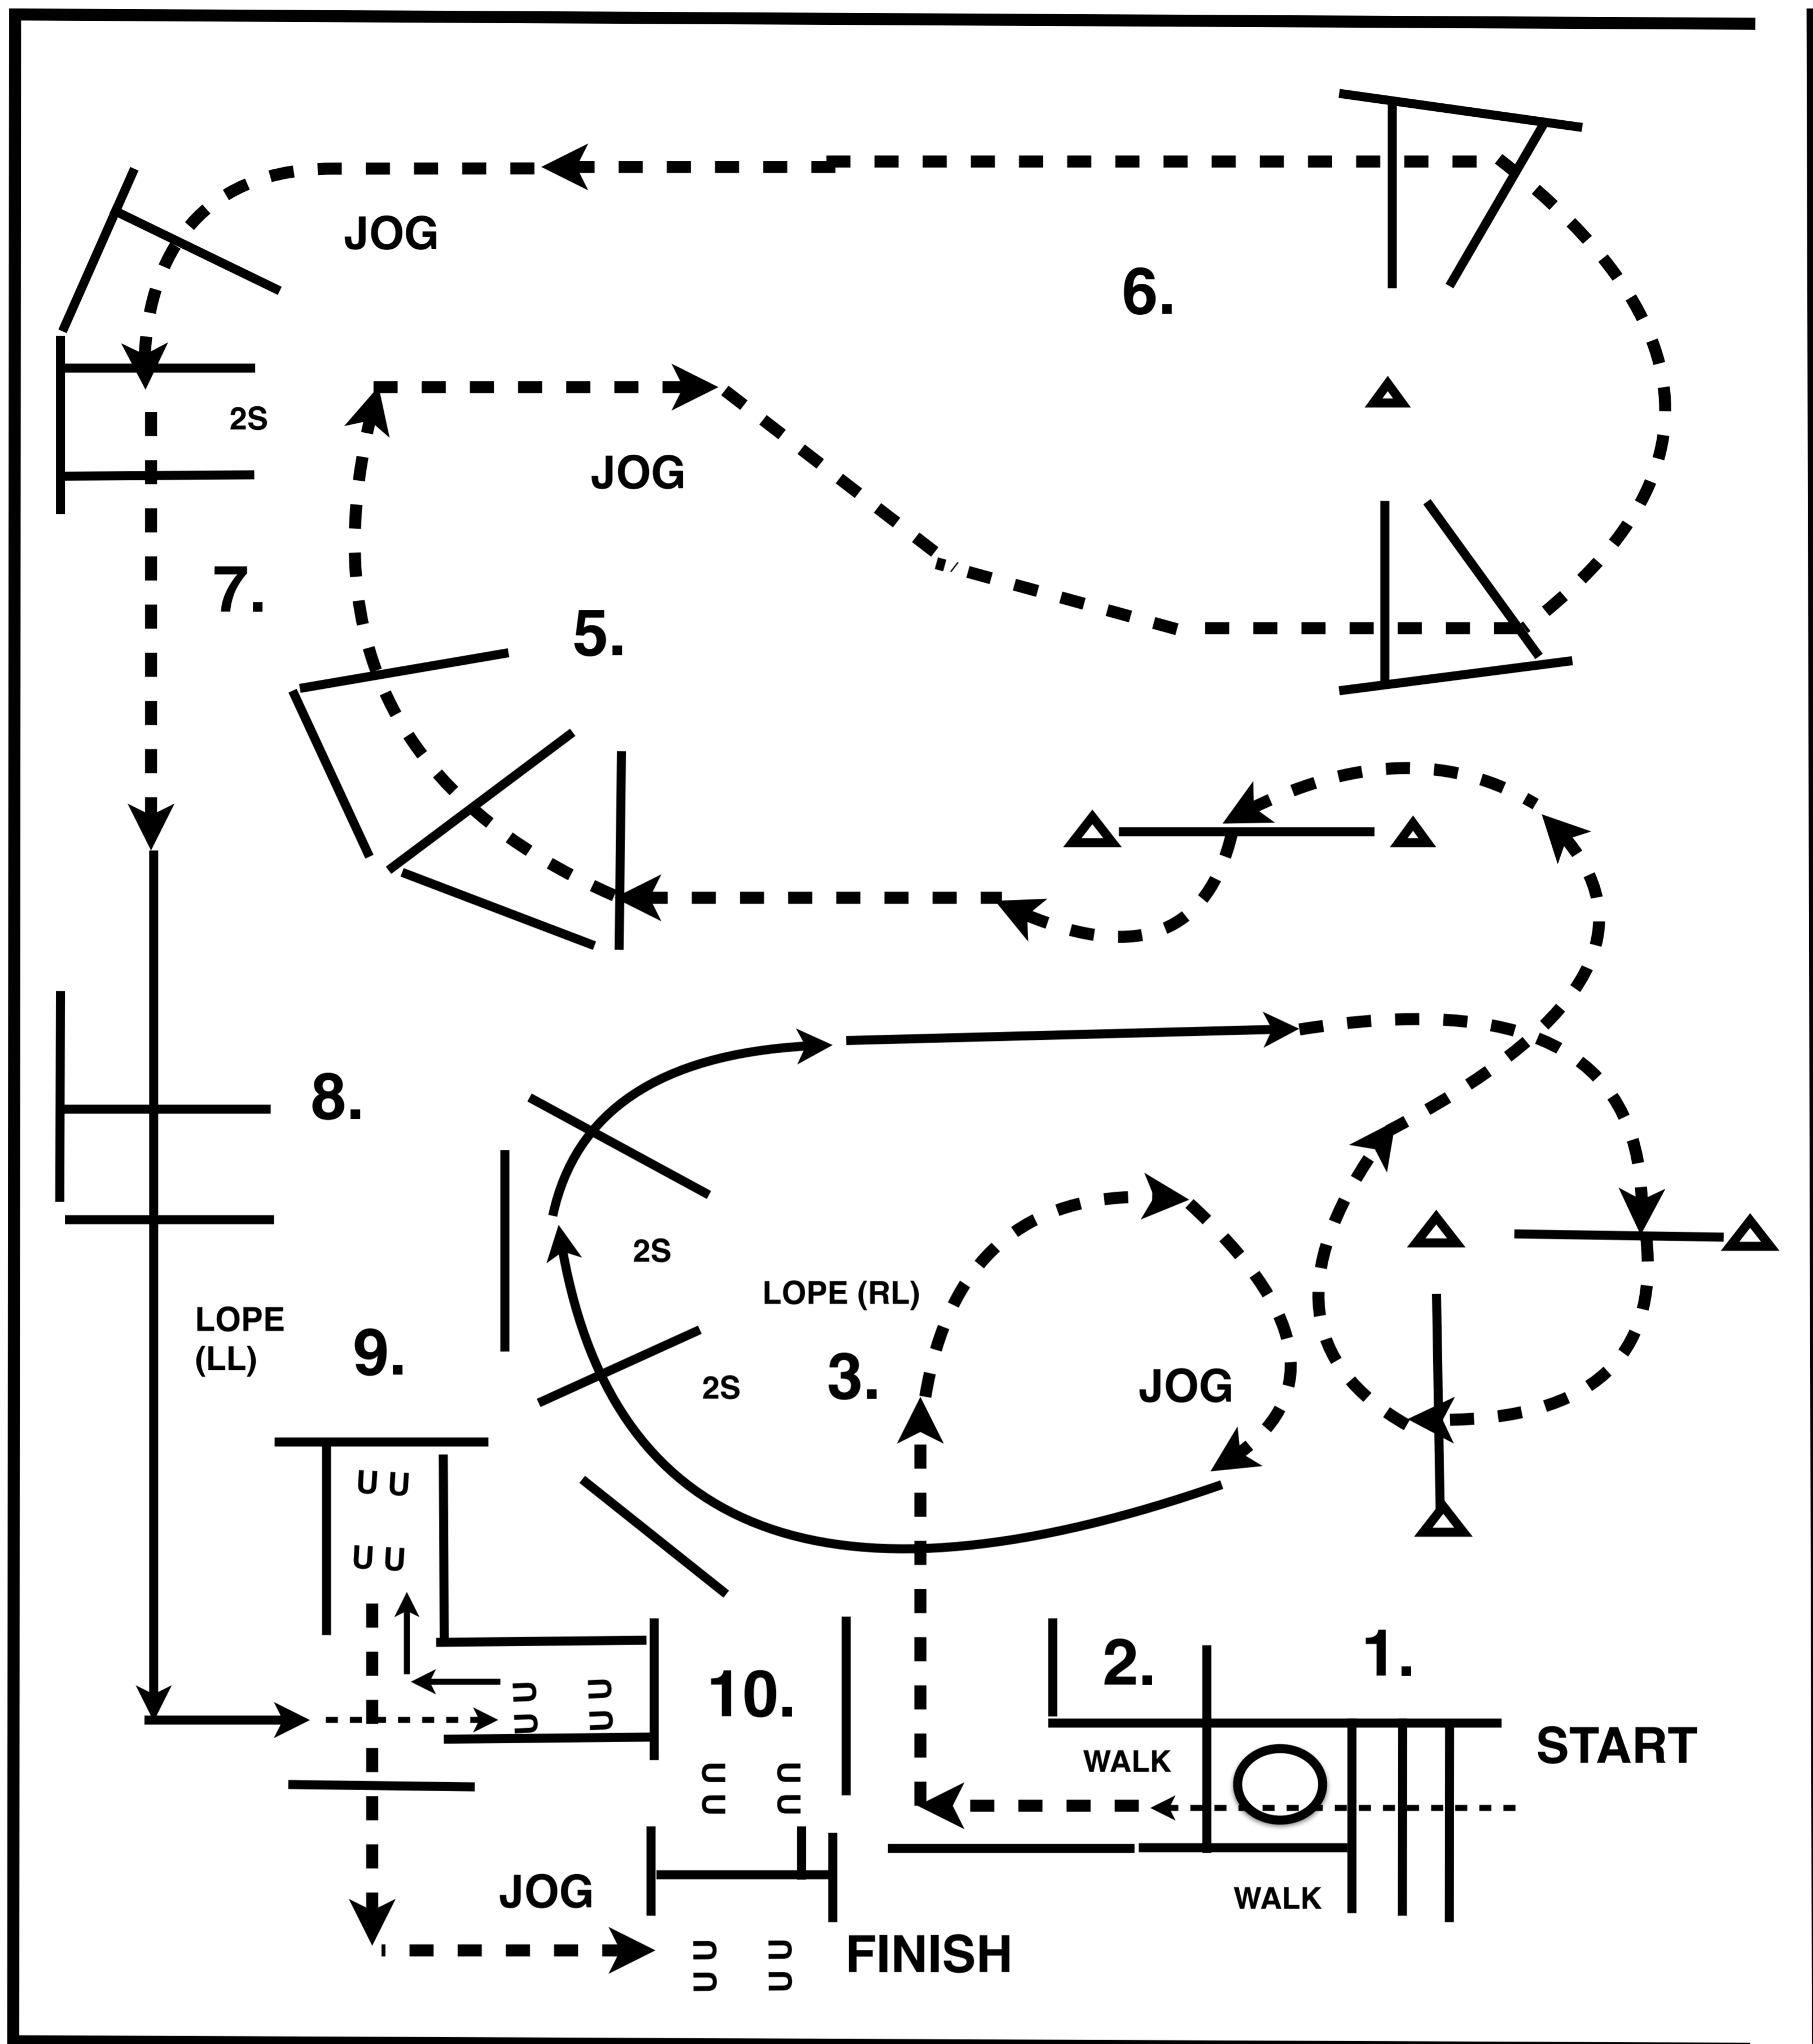 JOG
6.
2S
JOG
7.
5.
8.
2S
LOPE (RL)
LOPE
(LL)
9.
3.
2S
JOG
U U
U U
1.
2.
10.
START
WALK
WALK
JOG
FINISH